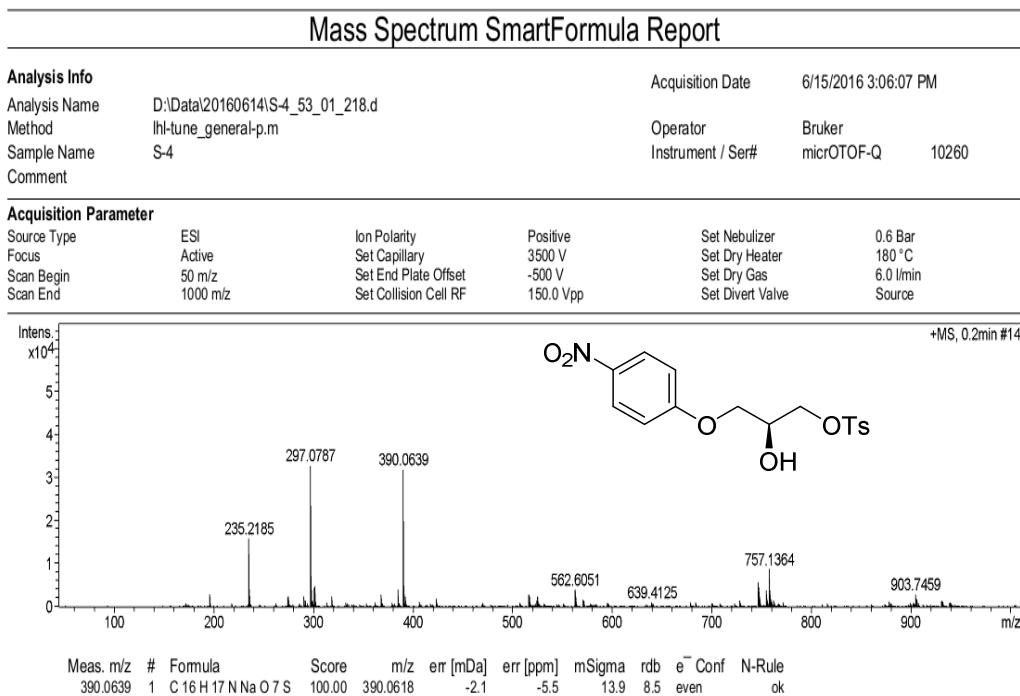 Mass Spectrum SmartFormula Report
Analysis Info
Acquisition Date 6/15/2016 3:06:07 PM
Analysis Name D:\Data\20160614\S-4_53_01_218.d
Method lhl-tune_general-p.m
Operator Bruker
Sample Name S-4
Instrument / Ser# micrOTOF-Q 10260
Comment
Acquisition Parameter
Source Type ESI Ion Polarity Positive Set Nebulizer 0.6 Bar
Focus Active Set Capillary 3500 V Set Dry Heater 180 °C
Scan Begin 50 m/z Set End Plate Offset -500 V Set Dry Gas 6.0 l/min
Scan End 1000 m/z Set Collision Cell RF 150.0 Vpp Set Divert Valve Source
Intens.
x10⁴
+MS, 0.2min #14
O₂N
O
OTs
OH
5
4
3
2
1
0
297.0787
390.0639
235.2185
757.1364
562.6051
639.4125
903.7459
100 200 300 400 500 600 700 800 900 m/z
Meas. m/z # Formula Score m/z err [mDa] err [ppm] mSigma rdb e⁻ Conf N-Rule
390.0639 1 C 16 H 17 N Na O 7 S 100.00 390.0618 -2.1 -5.5 13.9 8.5 even ok